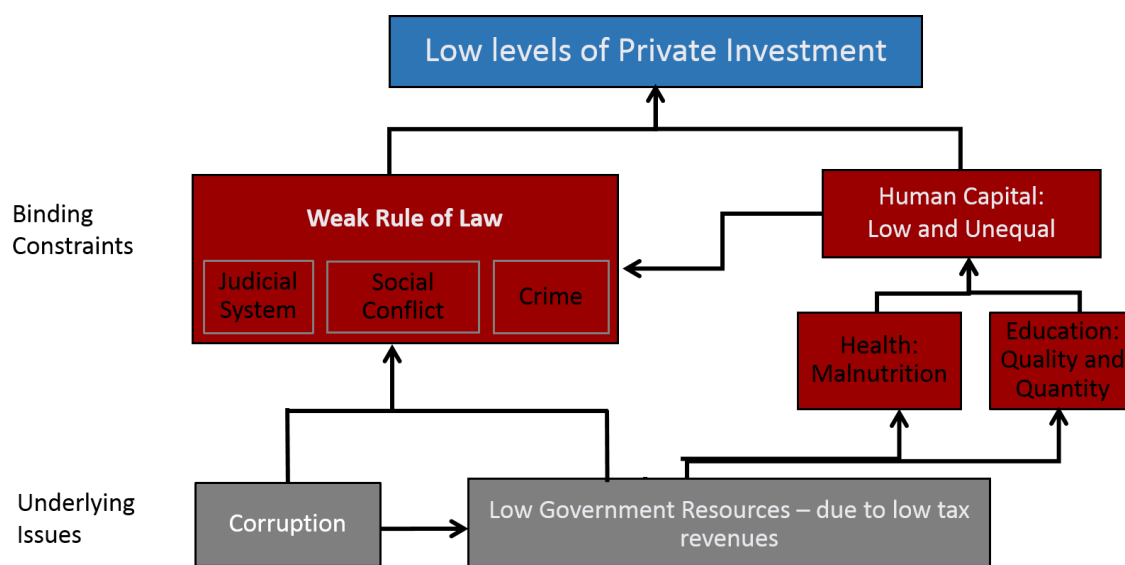 Low levels of Private Investment
Binding
Constraints
Weak Rule of Law
Judicial
System
Social
Conflict
Crime
Human Capital:
Low and Unequal
Health:
Malnutrition
Education:
Quality and
Quantity
Underlying
Issues
Corruption
Low Government Resources – due to low tax
revenues